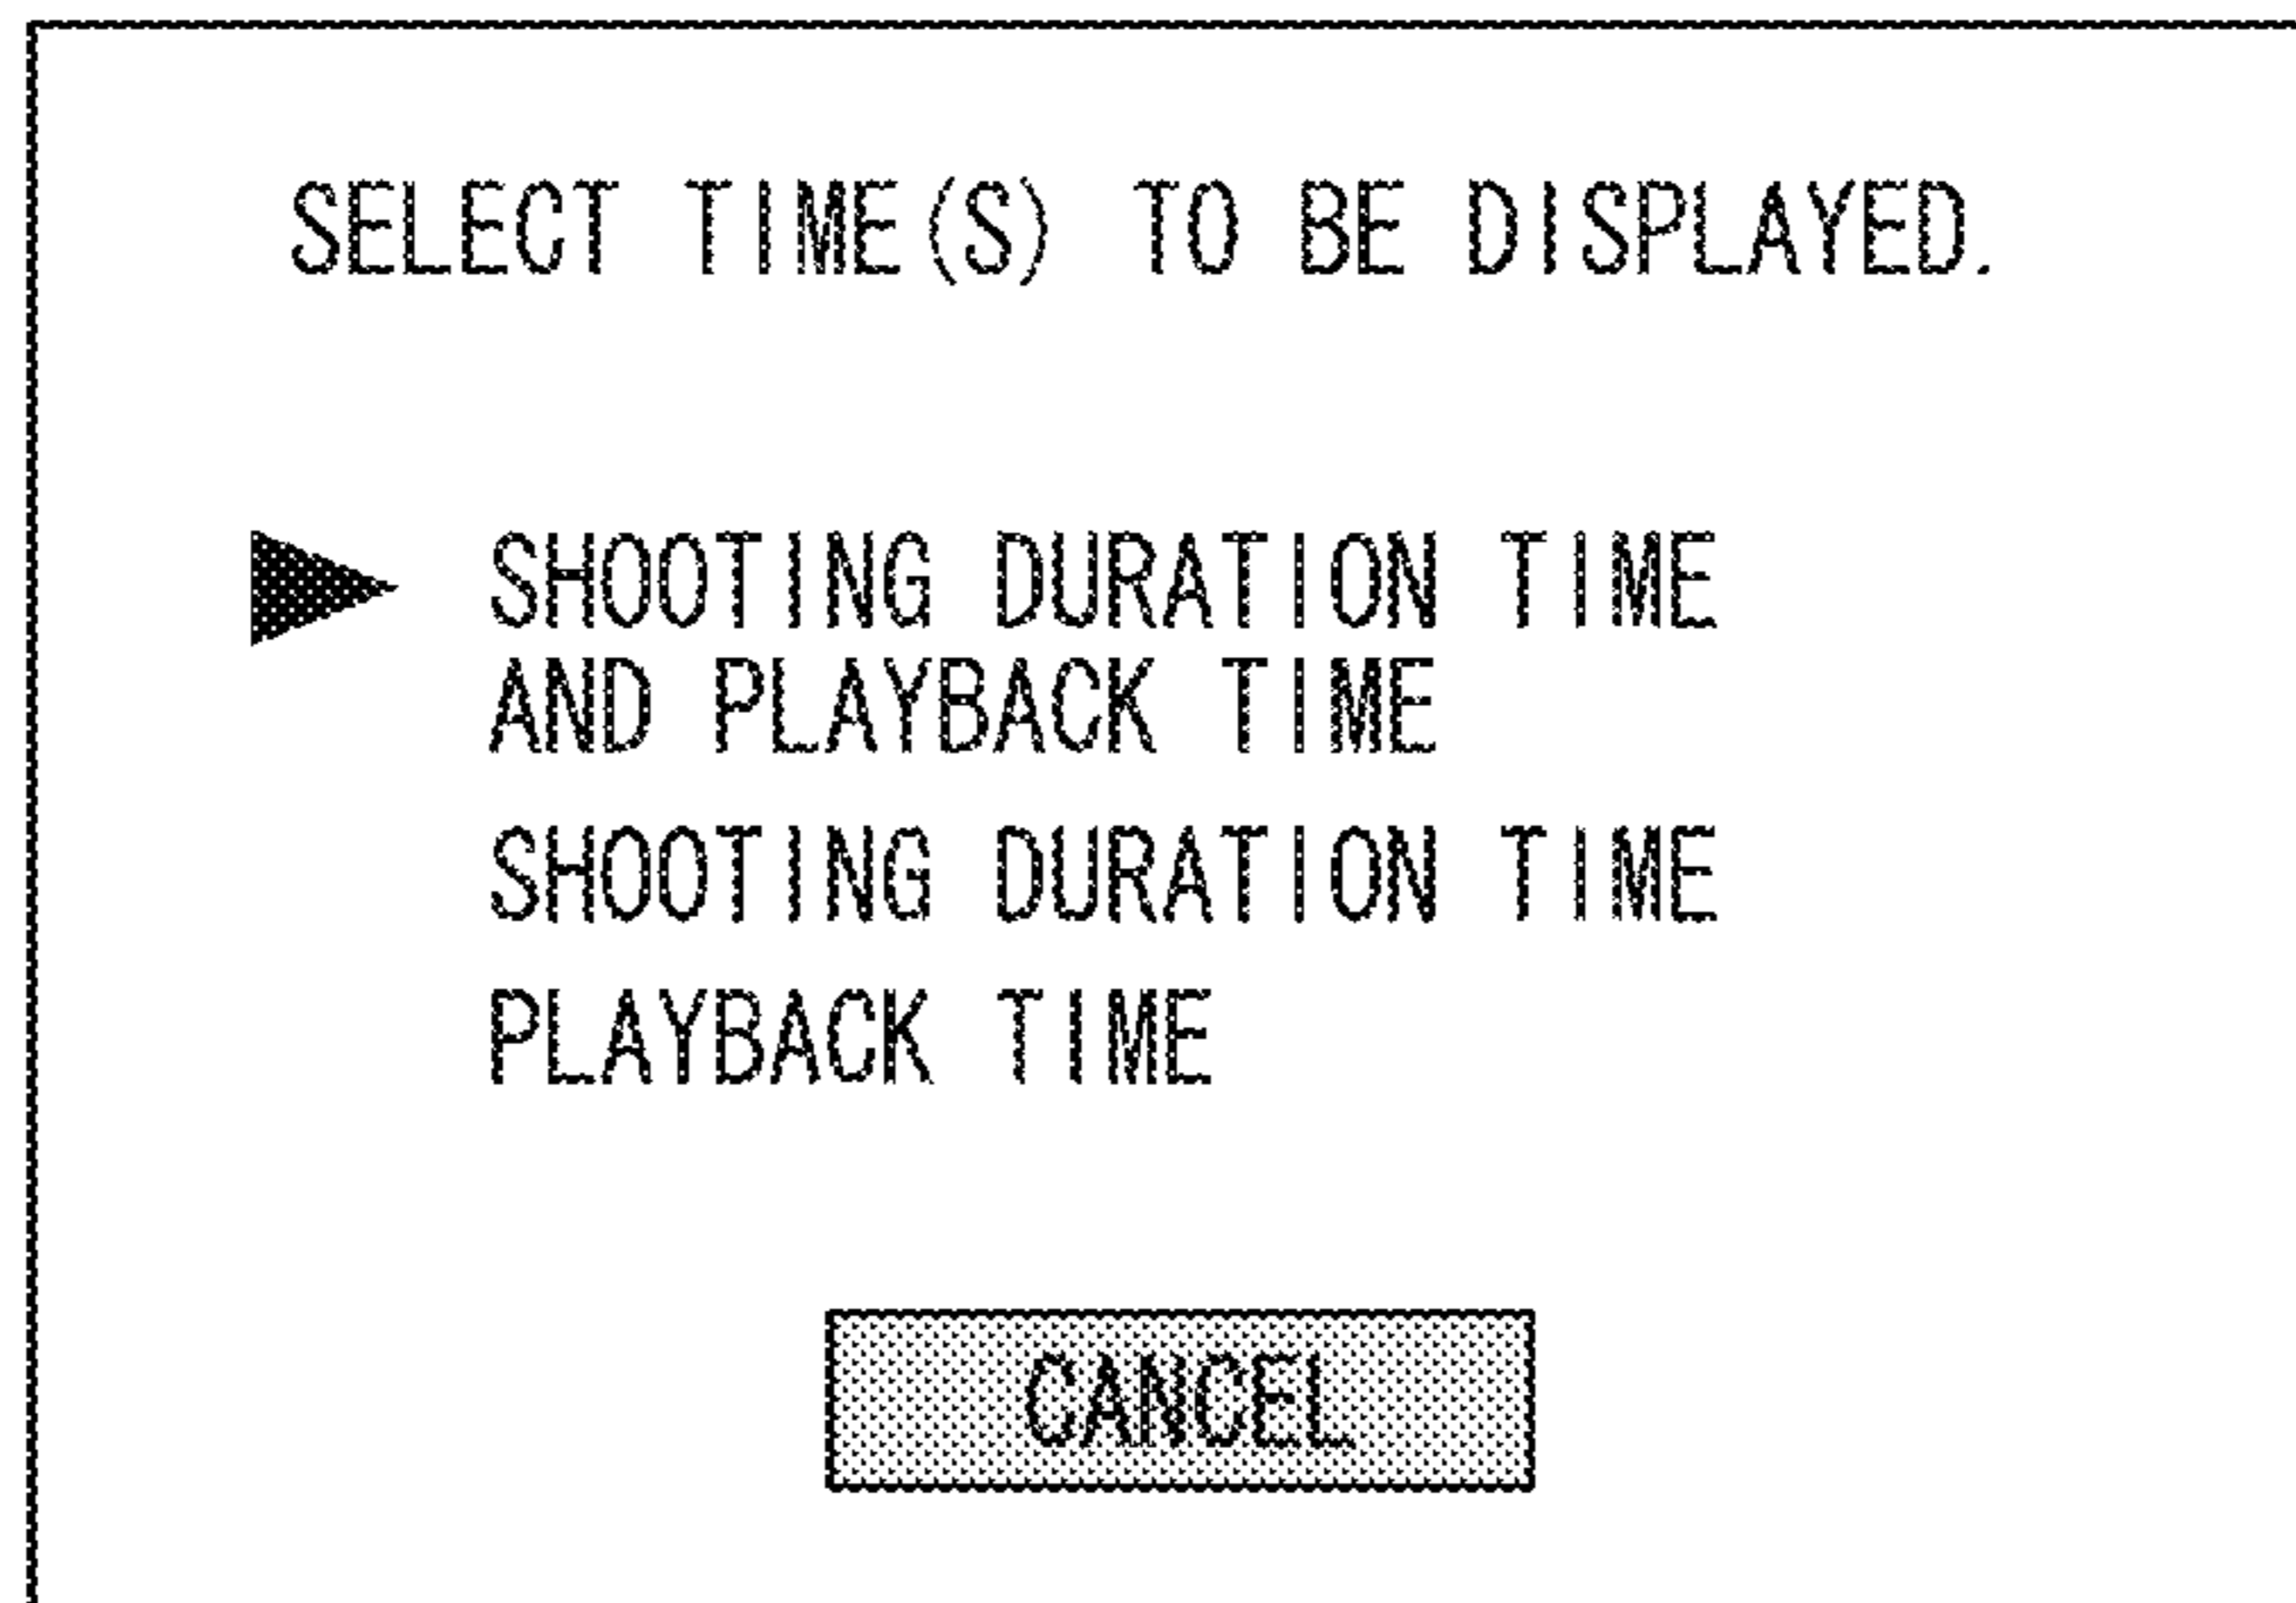 SELECT TIME(S) TO BE DISPLAYED.
SHOOTING DURATION TIME
AND PLAYBACK TIME
SHOOTING DURATION TIME
PLAYBACK TIME
CANCEL